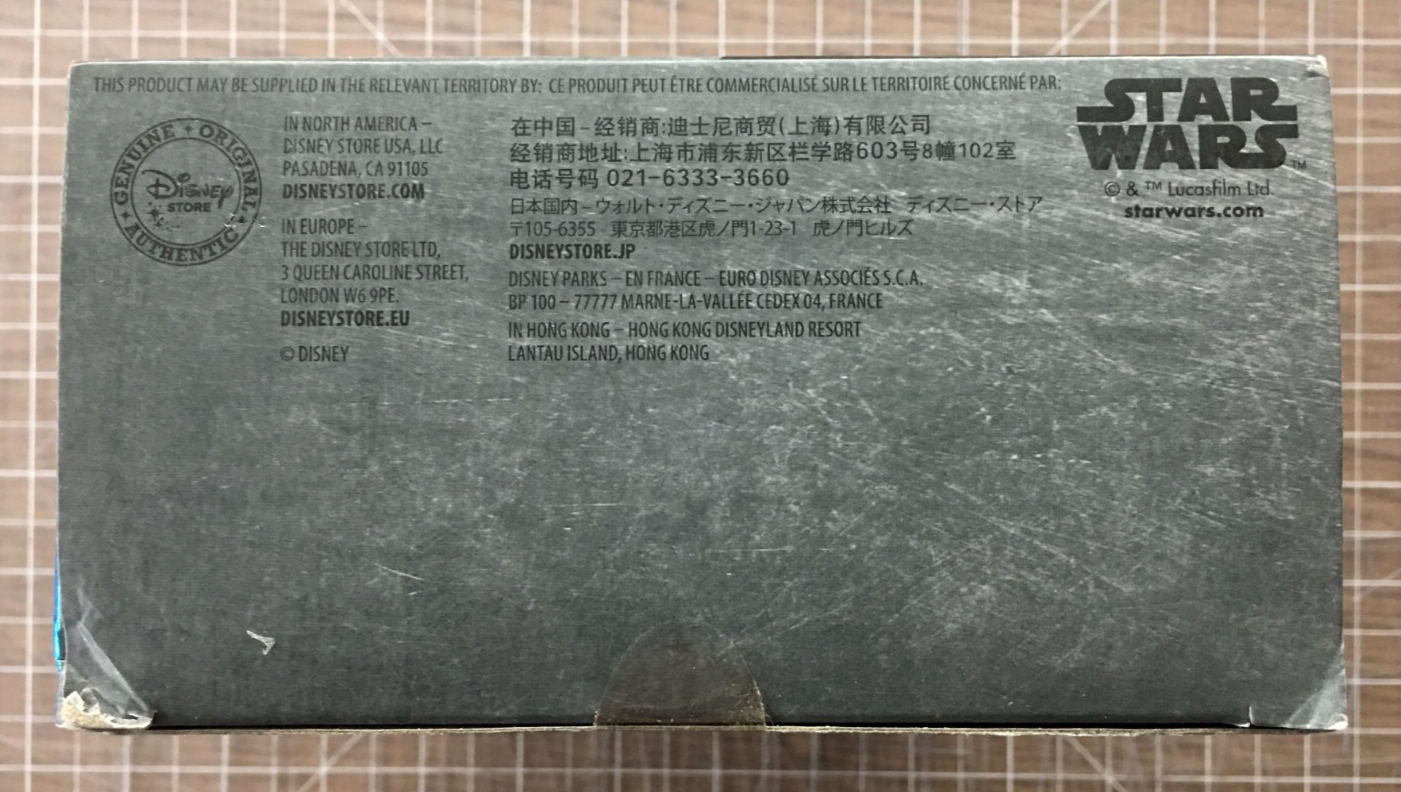 THIS PRODUCT MAY BE SUPPLIED IN THE RELEVANT TERRITORY BY: CE PRODUIT PEUT ÊTRE COMMERCIALISÉ SUR LE TERRITOIRE CONCERNÉ PAR:
GENUINE ✦ ORIGINAL ✦ AUTHENTIC ✦
Disney
STORE
IN NORTH AMERICA –
DISNEY STORE USA, LLC
PASADENA, CA 91105
DISNEYSTORE.COM
IN EUROPE –
THE DISNEY STORE LTD,
3 QUEEN CAROLINE STREET,
LONDON W6 9PE.
DISNEYSTORE.EU
© DISNEY
在中国–经销商:迪士尼商贸(上海)有限公司
经销商地址:上海市浦东新区栏学路603号8幢102室
电话号码 021-6333-3660
日本国内–ウォルト・ディズニー・ジャパン株式会社 ディズニー・ストア
〒105-6355 東京都港区虎ノ門1-23-1 虎ノ門ヒルズ
DISNEYSTORE.JP
DISNEY PARKS – EN FRANCE – EURO DISNEY ASSOCIÉS S.C.A.
BP 100 – 77777 MARNE-LA-VALLÉE CEDEX 04, FRANCE
IN HONG KONG – HONG KONG DISNEYLAND RESORT
LANTAU ISLAND, HONG KONG
STAR
WARS™
© & ™ Lucasfilm Ltd.
starwars.com